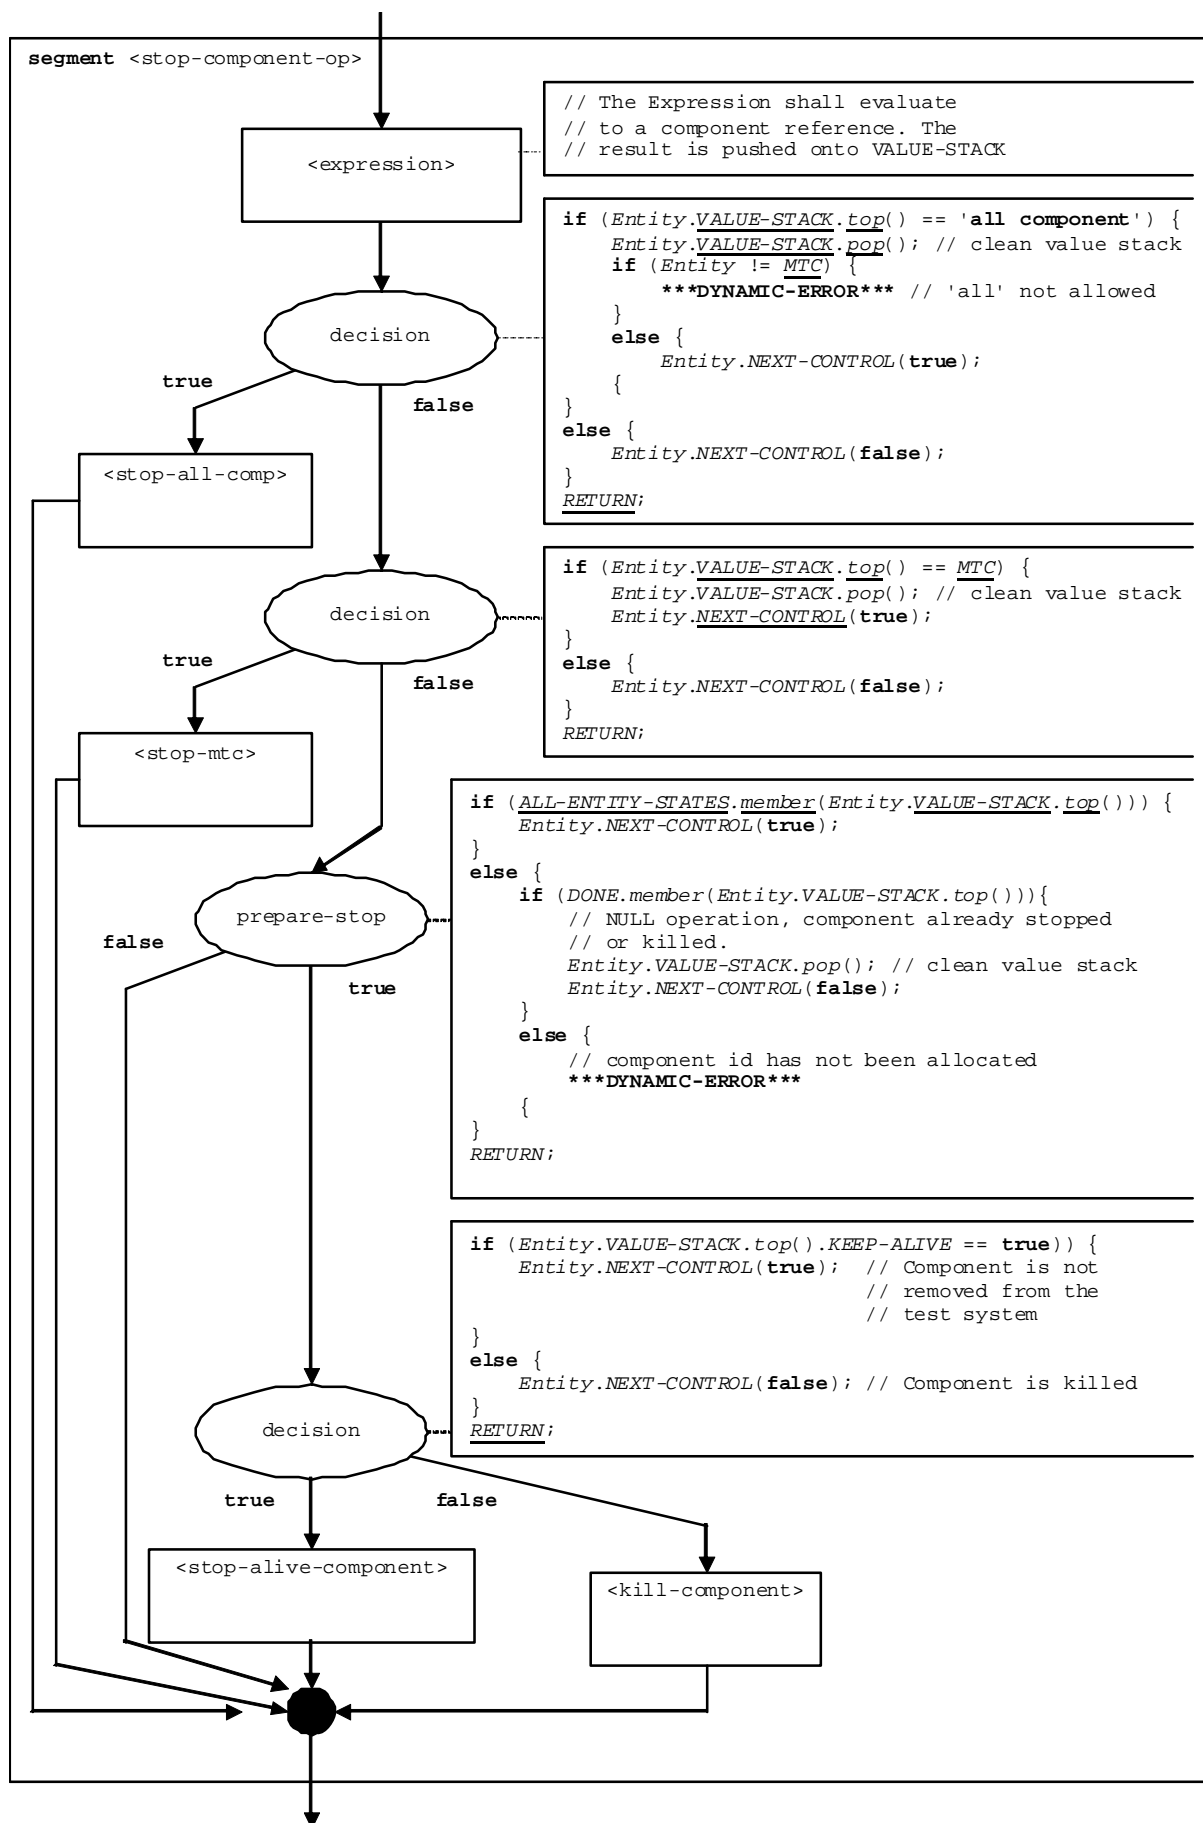 segment <stop-component-op>
// The Expression shall evaluate
// to a component reference. The
// result is pushed onto VALUE-STACK
<expression>
if (Entity.VALUE-STACK.top() == 'all component') {
Entity.VALUE-STACK.pop(); // clean value stack
if (Entity != MTC) {
***DYNAMIC-ERROR*** // 'all' not allowed
}
else {
Entity.NEXT-CONTROL(true);
{
}
else {
Entity.NEXT-CONTROL(false);
}
RETURN;
decision
true
false
<stop-all-comp>
if (Entity.VALUE-STACK.top() == MTC) {
Entity.VALUE-STACK.pop(); // clean value stack
Entity.NEXT-CONTROL(true);
}
else {
Entity.NEXT-CONTROL(false);
}
RETURN;
decision
true
false
<stop-mtc>
if (ALL-ENTITY-STATES.member(Entity.VALUE-STACK.top())) {
Entity.NEXT-CONTROL(true);
}
else {
if (DONE.member(Entity.VALUE-STACK.top())){
// NULL operation, component already stopped
// or killed.
Entity.VALUE-STACK.pop(); // clean value stack
Entity.NEXT-CONTROL(false);
}
else {
// component id has not been allocated
***DYNAMIC-ERROR***
{
}
RETURN;
prepare-stop
false
true
if (Entity.VALUE-STACK.top().KEEP-ALIVE == true)) {
Entity.NEXT-CONTROL(true); // Component is not
// removed from the
// test system
}
else {
Entity.NEXT-CONTROL(false); // Component is killed
}
RETURN;
decision
true
false
<stop-alive-component>
<kill-component>